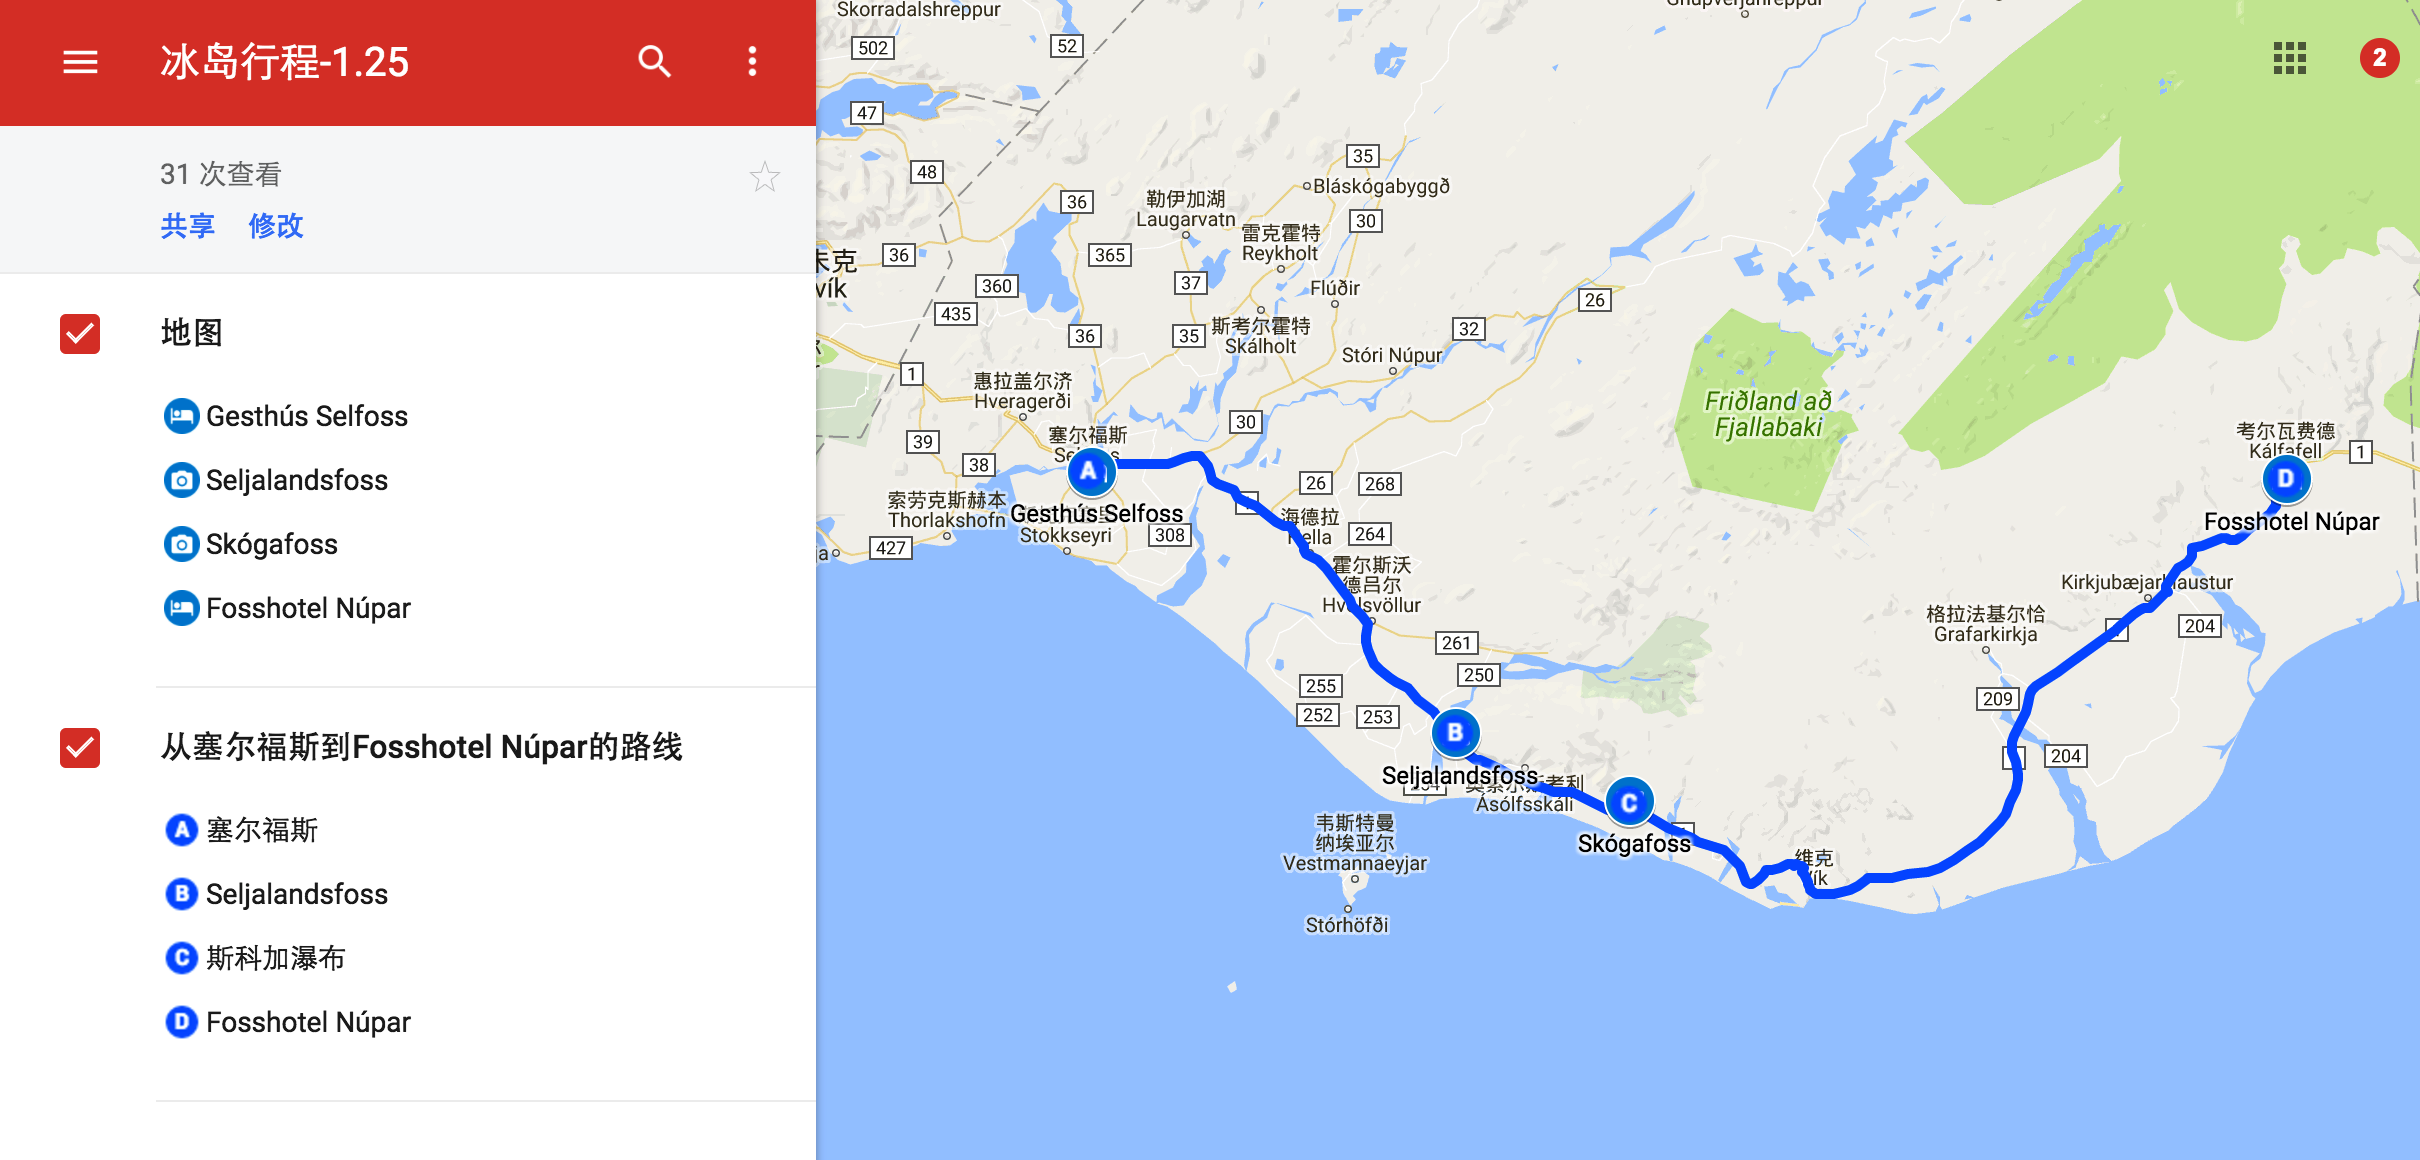 冰岛行程-1.25
31 次查看
共享 修改
地图
Gesthús Selfoss
Seljalandsfoss
Skógafoss
Fosshotel Núpar
从塞尔福斯到Fosshotel Núpar的路线
A 塞尔福斯
B Seljalandsfoss
C 斯科加瀑布
D Fosshotel Núpar
2
Skorradalshreppur
502
52
47
48
35
Bláskógabyggð
36
勒伊加湖
Laugarvatn
30
雷克霍特
Reykholt
36
365
克
vík
360
37
Flúðir
26
435
斯考尔霍特
Skálholt
32
36
35
Stóri Núpur
1
惠拉盖尔济
Hveragerði
Friðland að
Fjallabaki
30
塞尔福斯
39
38
A
考尔瓦费德
Kálfafell
1
D
Fosshotel Núpar
26
268
索劳克斯赫本
Thorlakshofn
Gesthús Selfoss
Stokkseyri
308
海德拉
264
427
霍尔斯沃
德吕尔
Hvolsvöllur
Kirkjubæjarklaustur
格拉法基尔恰
Grafarkirkja
204
261
250
255
252
253
209
204
B
Seljalandsfoss
Ásólfsskáli
C
Skógafoss
韦斯特曼
纳埃亚尔
Vestmannaeyjar
维克
Vík
Stórhöfði